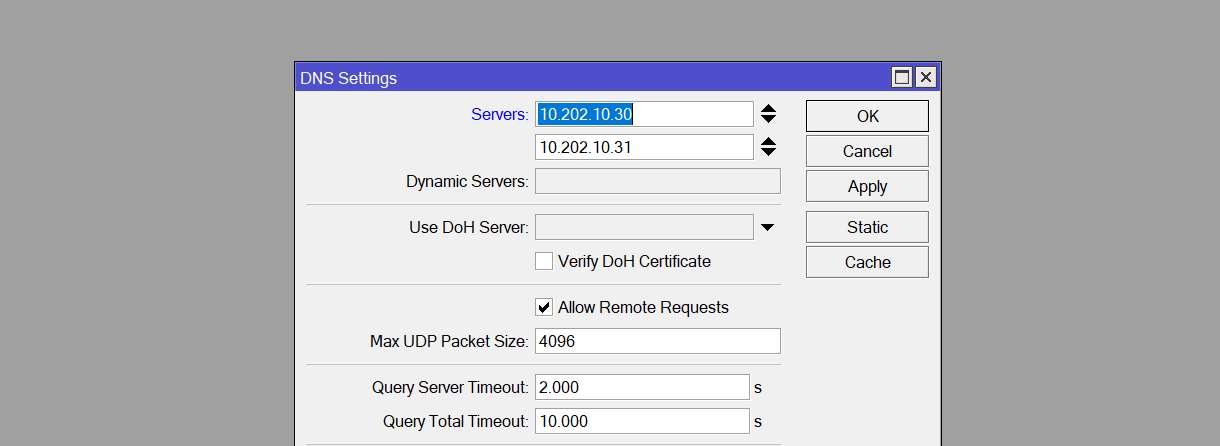 DNS Settings
Servers: 10.202.10.30
10.202.10.31
Dynamic Servers:
Use DoH Server:
Verify DoH Certificate
Allow Remote Requests
Max UDP Packet Size: 4096
Query Server Timeout: 2.000 s
Query Total Timeout: 10.000 s
OK
Cancel
Apply
Static
Cache